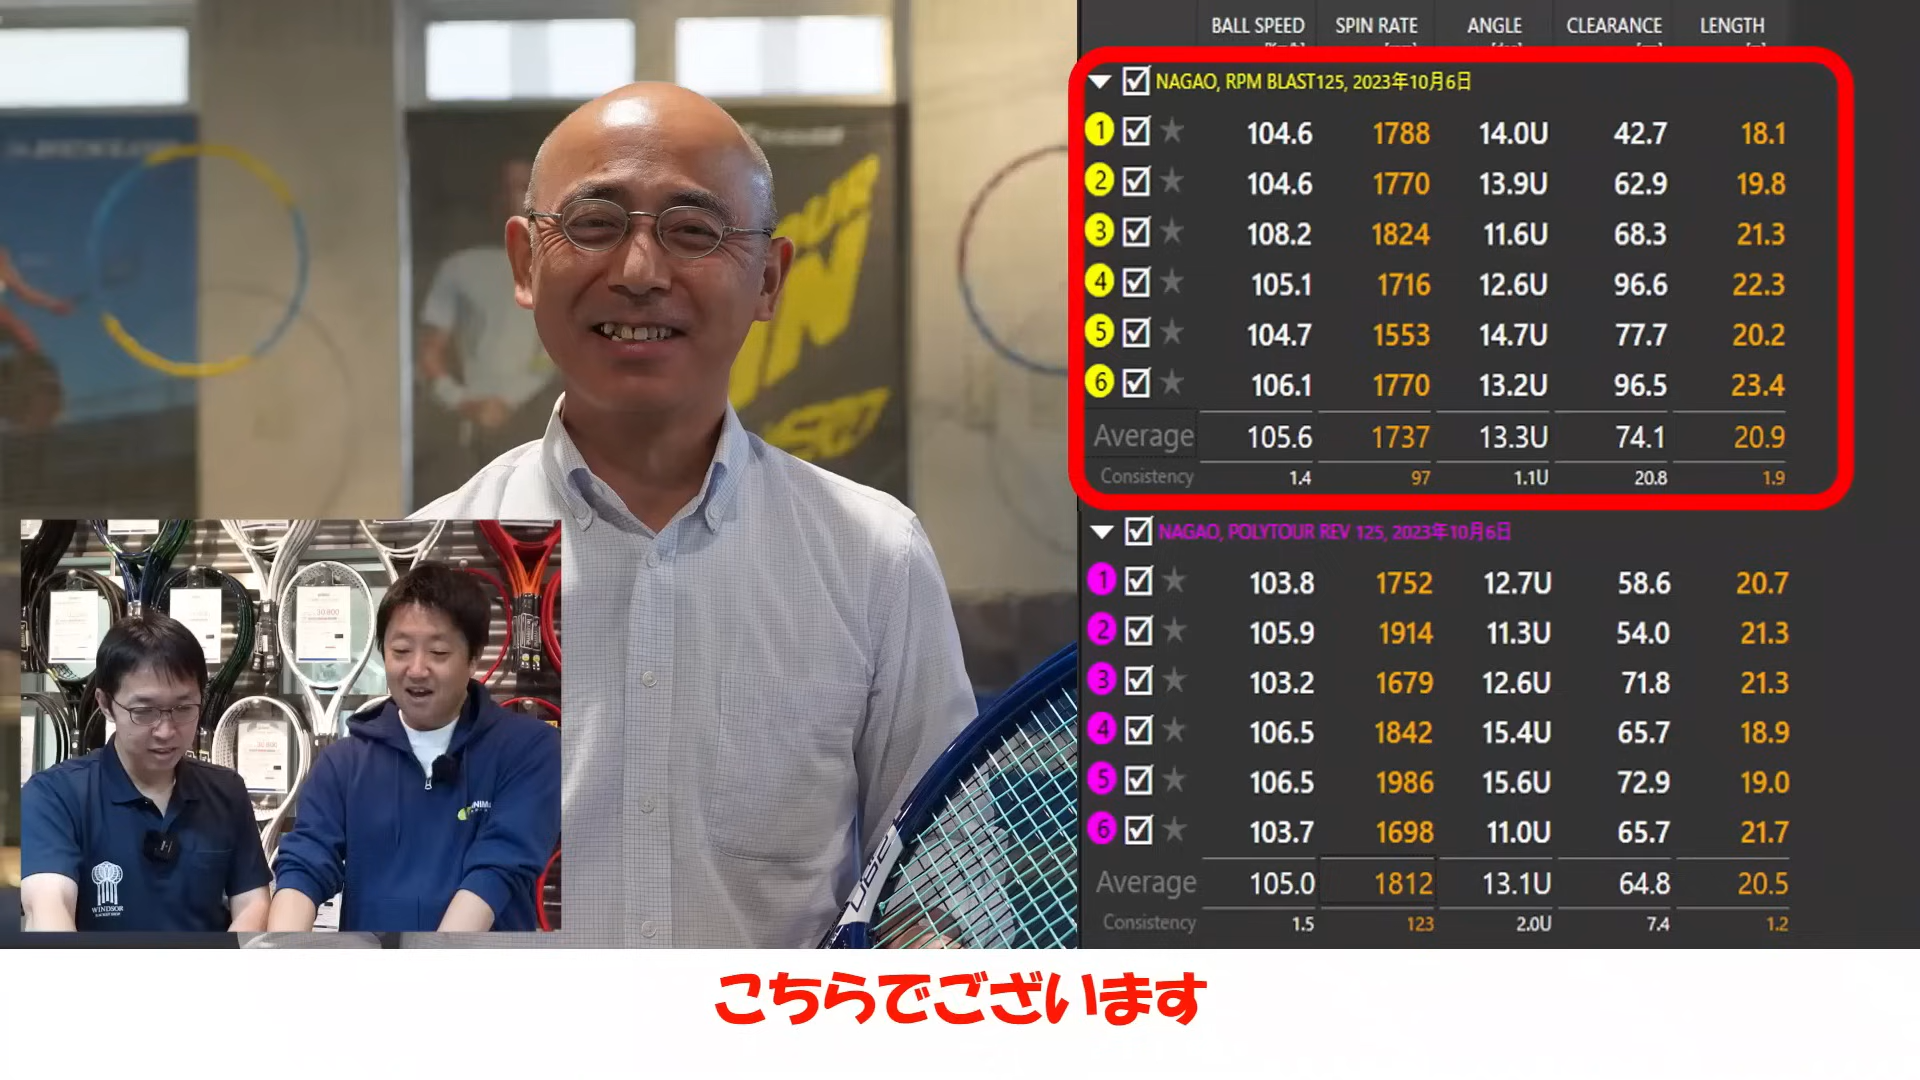 BALL SPEED SPIN RATE ANGLE CLEARANCE LENGTH
NAGAO, RPM BLAST125, 2023年10月6日
1 104.6 1788 14.0U 42.7 18.1
2 104.6 1770 13.9U 62.9 19.8
3 108.2 1824 11.6U 68.3 21.3
4 105.1 1716 12.6U 96.6 22.3
5 104.7 1553 14.7U 77.7 20.2
6 106.1 1770 13.2U 96.5 23.4
Average 105.6 1737 13.3U 74.1 20.9
Consistency 1.4 97 1.1U 20.8 1.9
NAGAO, POLYTOUR REV 125, 2023年10月6日
1 103.8 1752 12.7U 58.6 20.7
2 105.9 1914 11.3U 54.0 21.3
3 103.2 1679 12.6U 71.8 21.3
4 106.5 1842 15.4U 65.7 18.9
5 106.5 1986 15.6U 72.9 19.0
6 103.7 1698 11.0U 65.7 21.7
Average 105.0 1812 13.1U 64.8 20.5
Consistency 1.5 123 2.0U 7.4 1.2
WINDSOR
こちらでございます